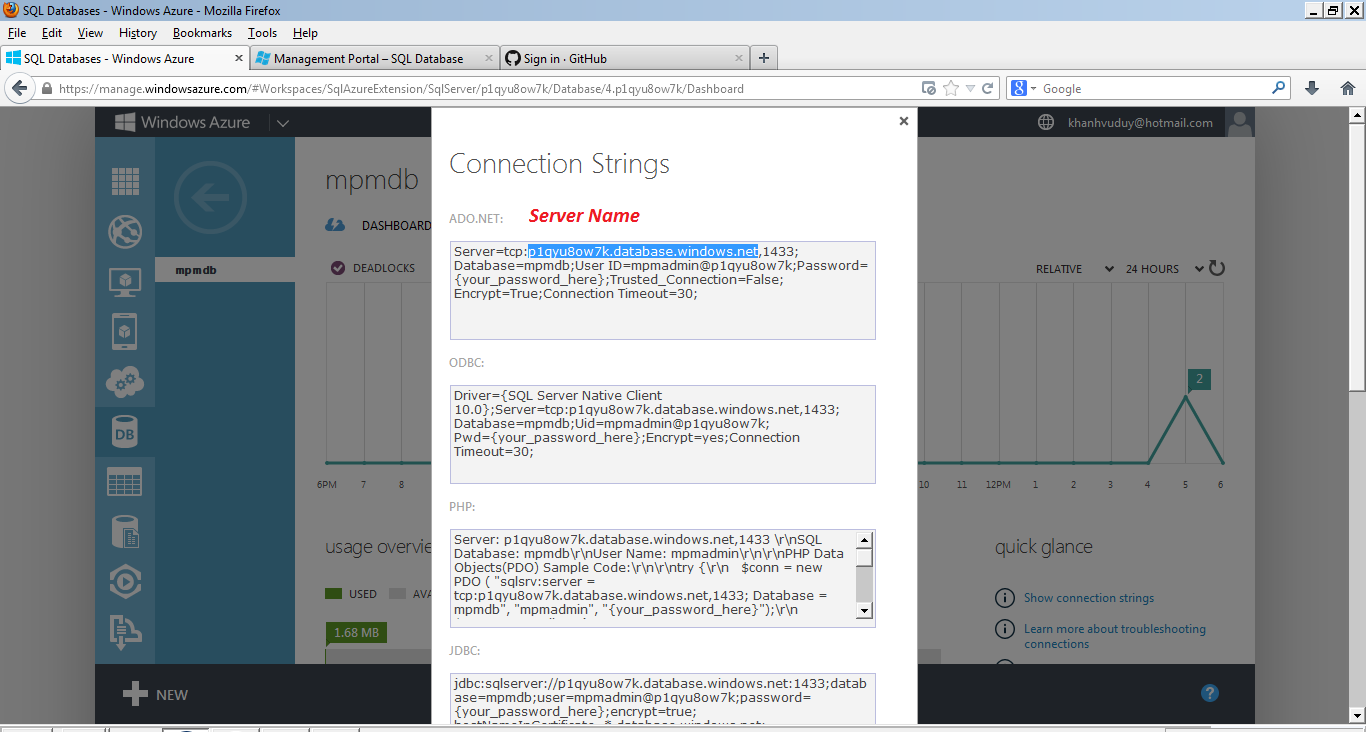 SQL Databases - Windows Azure - Mozilla Firefox
File Edit View History Bookmarks Tools Help
SQL Databases - Windows Azure × Management Portal – SQL Database × Sign in · GitHub × +
https://manage.windowsazure.com/#Workspaces/SqlAzureExtension/SqlServer/p1qyu8ow7k/Database/4.p1qyu8ow7k/Dashboard
Google
Windows Azure
khanhvuduy@hotmail.com
DB
mpmdb
NEW
mpmdb
DASHBOARD
DEADLOCKS
RELATIVE
24 HOURS
2
6PM 7 8
10 11 12PM 1 2 3 4 5 6
USED
1.68 MB
quick glance
Show connection strings
Learn more about troubleshooting
connections
?
×
Connection Strings
ADO.NET: Server Name
Server=tcp:p1qyu8ow7k.database.windows.net,1433;
Database=mpmdb;User ID=mpmadmin@p1qyu8ow7k;Password=
{your_password_here};Trusted_Connection=False;
Encrypt=True;Connection Timeout=30;
ODBC:
Driver={SQL Server Native Client
10.0};Server=tcp:p1qyu8ow7k.database.windows.net,1433;
Database=mpmdb;Uid=mpmadmin@p1qyu8ow7k;
Pwd={your_password_here};Encrypt=yes;Connection
Timeout=30;
PHP:
Server: p1qyu8ow7k.database.windows.net,1433 \r\nSQL
Database: mpmdb\r\nUser Name: mpmadmin\r\n\r\nPHP Data
Objects(PDO) Sample Code:\r\n\r\ntry {\r\n $conn = new
PDO ( "sqlsrv:server =
tcp:p1qyu8ow7k.database.windows.net,1433; Database =
mpmdb", "mpmadmin", "{your_password_here}");\r\n
JDBC:
jdbc:sqlserver://p1qyu8ow7k.database.windows.net:1433;datab
ase=mpmdb;user=mpmadmin@p1qyu8ow7k;password=
{your_password_here};encrypt=true;
usage